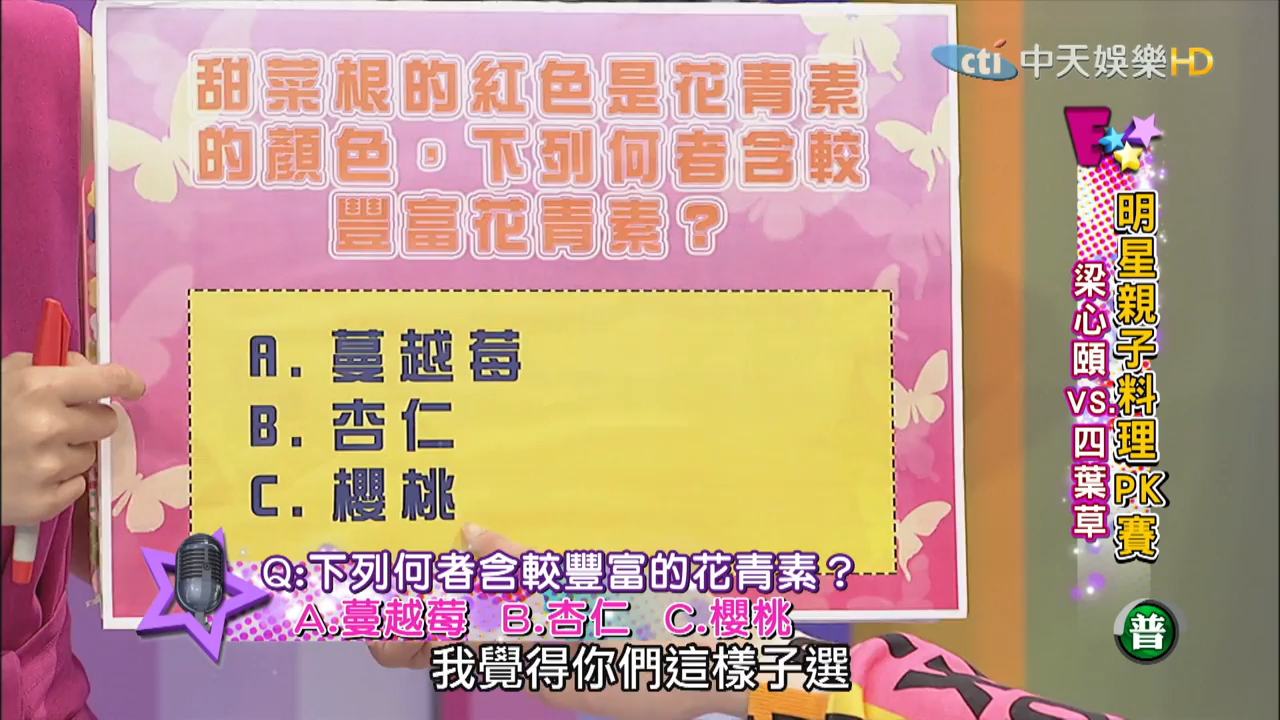 甜菜根的紅色是花青素
的顏色，下列何者含較
豐富花青素？
A. 蔓越莓
B. 杏仁
C. 櫻桃
cti 中天娛樂HD
明星親子料理PK賽
梁心頤VS.四葉草
普
Q:下列何者含較豐富的花青素？
A.蔓越莓 B.杏仁 C.櫻桃
我覺得你們這樣子選